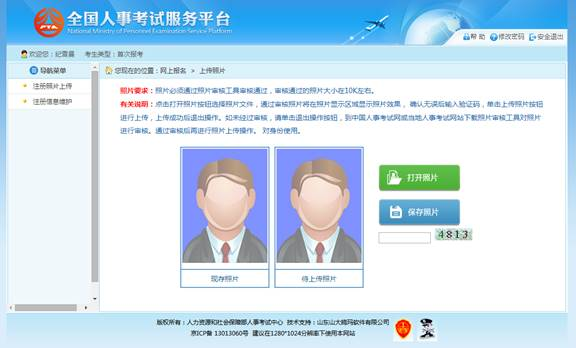 全国人事考试服务平台
National Ministry of Personnel Examination Service Platform
帮 助 修改密码 安全退出
欢迎您：纪雪晨 考生类型：首次报考
导航菜单
注册照片上传
注册信息维护
您现在的位置：网上报名 > 上传照片
照片要求：照片必须通过照片审核工具审核通过，审核通过的照片大小在10K左右。
有关说明：点击打开照片按钮选择照片文件，通过审核照片将在照片显示区域显示照片效果， 确认无误后输入验证码，单击上传照片按钮
进行上传，上传成功后退出操作。如未经过审核，请单击退出操作按钮，到中国人事考试网或当地人事考试网站下载照片审核工具对照片
进行审核。通过审核后再进行照片上传操作。 对身份使用。
打开照片
保存照片
4813
现存照片
待上传照片
版权所有：人力资源和社会保障部人事考试中心 技术支持：山东山大鸥玛软件有限公司
京ICP备 13013060号 建议在1280*1024分辨率下使用本网站